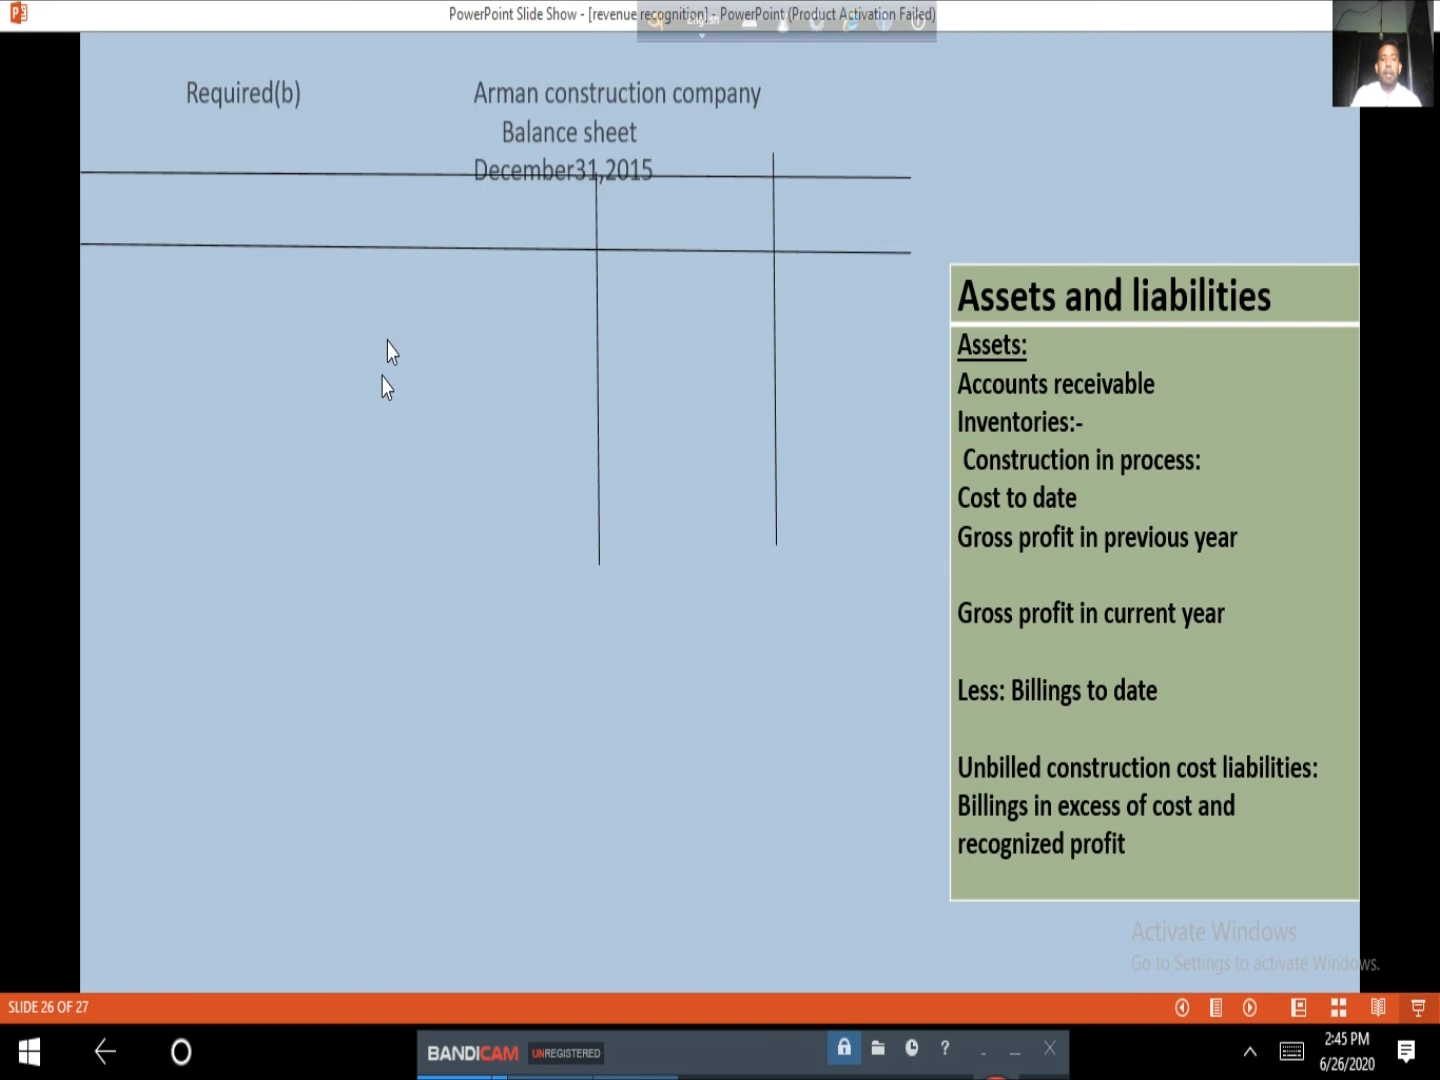 PowerPoint Slide Show - [revenue recognition] - PowerPoint (Product Activation Failed)
Required(b)
Arman construction company
Balance sheet
December31,2015
Assets and liabilities
Assets:
Accounts receivable
Inventories:-
Construction in process:
Cost to date
Gross profit in previous year
Gross profit in current year
Less: Billings to date
Unbilled construction cost liabilities:
Billings in excess of cost and
recognized profit
Activate Windows
Go to Settings to activate Windows.
SLIDE 26 OF 27
BANDICAM UNREGISTERED
2:45 PM
6/26/2020